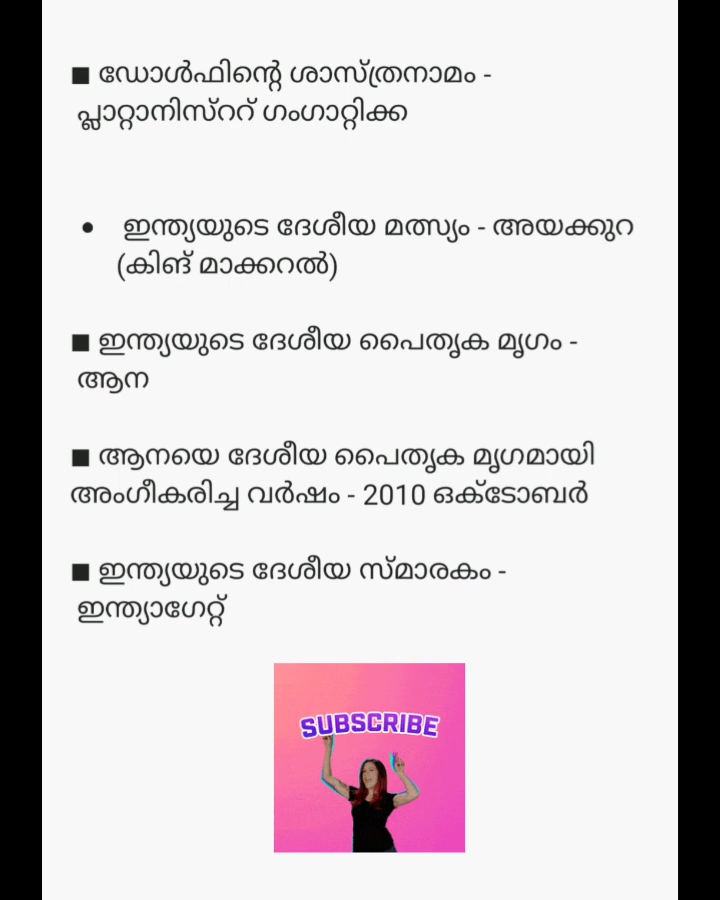 ■ ഡോൾഫിന്റെ ശാസ്ത്രനാമം -
പ്ലാറ്റാനിസ്ററ് ഗംഗാറ്റിക്ക
• ഇന്ത്യയുടെ ദേശീയ മത്സ്യം - അയക്കുറ
(കിങ് മാക്കറൽ)
■ ഇന്ത്യയുടെ ദേശീയ പൈതൃക മൃഗം -
ആന
■ ആനയെ ദേശീയ പൈതൃക മൃഗമായി
അംഗീകരിച്ച വർഷം - 2010 ഒക്ടോബർ
■ ഇന്ത്യയുടെ ദേശീയ സ്മാരകം -
ഇന്ത്യാഗേറ്റ്
SUBSCRIBE